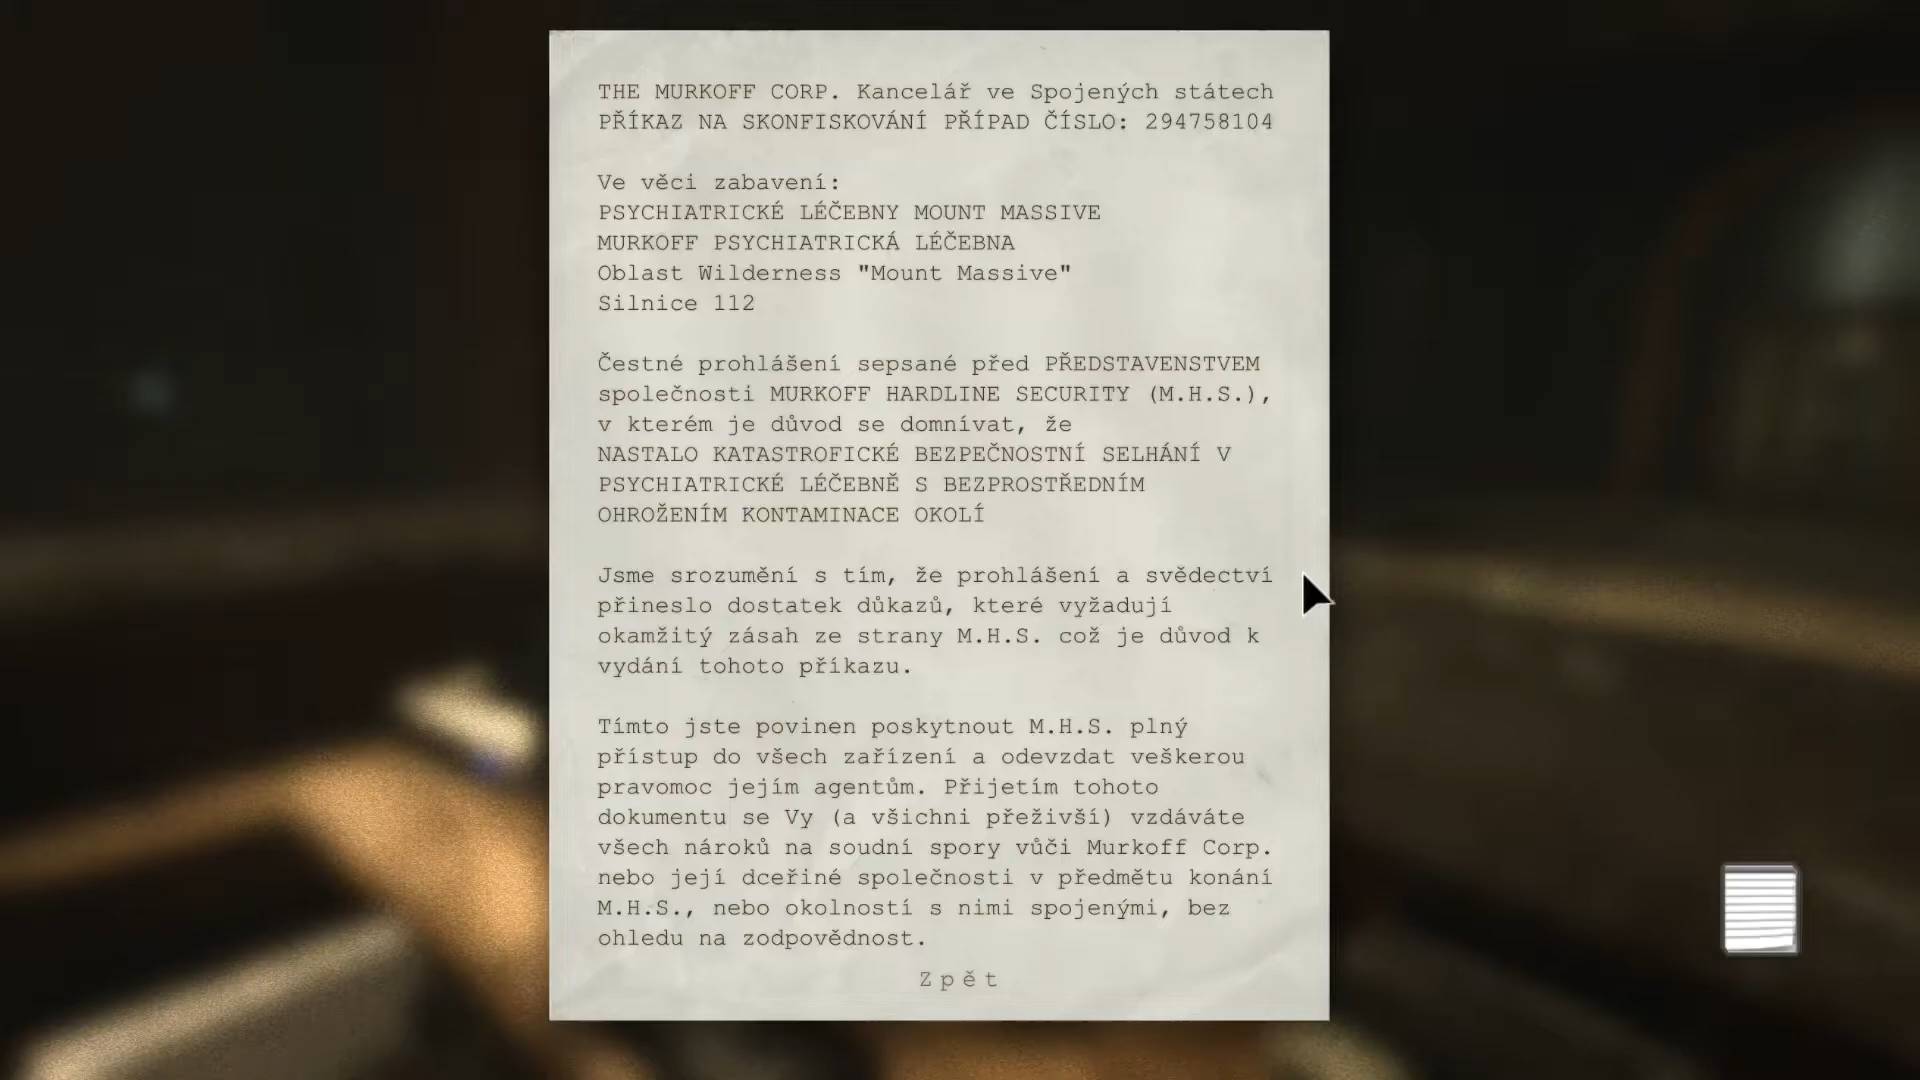 THE MURKOFF CORP. Kancelář ve Spojených státech
PŘÍKAZ NA SKONFISKOVÁNÍ PŘÍPAD ČÍSLO: 294758104
Ve věci zabavení:
PSYCHIATRICKÉ LÉČEBNY MOUNT MASSIVE
MURKOFF PSYCHIATRICKÁ LÉČEBNA
Oblast Wilderness "Mount Massive"
Silnice 112
Čestné prohlášení sepsané před PŘEDSTAVENSTVEM
společnosti MURKOFF HARDLINE SECURITY (M.H.S.),
v kterém je důvod se domnívat, že
NASTALO KATASTROFICKÉ BEZPEČNOSTNÍ SELHÁNÍ V
PSYCHIATRICKÉ LÉČEBNĚ S BEZPROSTŘEDNÍM
OHROŽENÍM KONTAMINACE OKOLÍ
Jsme srozumění s tím, že prohlášení a svědectví
přineslo dostatek důkazů, které vyžadují
okamžitý zásah ze strany M.H.S. což je důvod k
vydání tohoto příkazu.
Tímto jste povinen poskytnout M.H.S. plný
přístup do všech zařízení a odevzdat veškerou
pravomoc jejím agentům. Přijetím tohoto
dokumentu se Vy (a všichni přeživší) vzdáváte
všech nároků na soudní spory vůči Murkoff Corp.
nebo její dceřiné společnosti v předmětu konání
M.H.S., nebo okolností s nimi spojenými, bez
ohledu na zodpovědnost.
Zpět